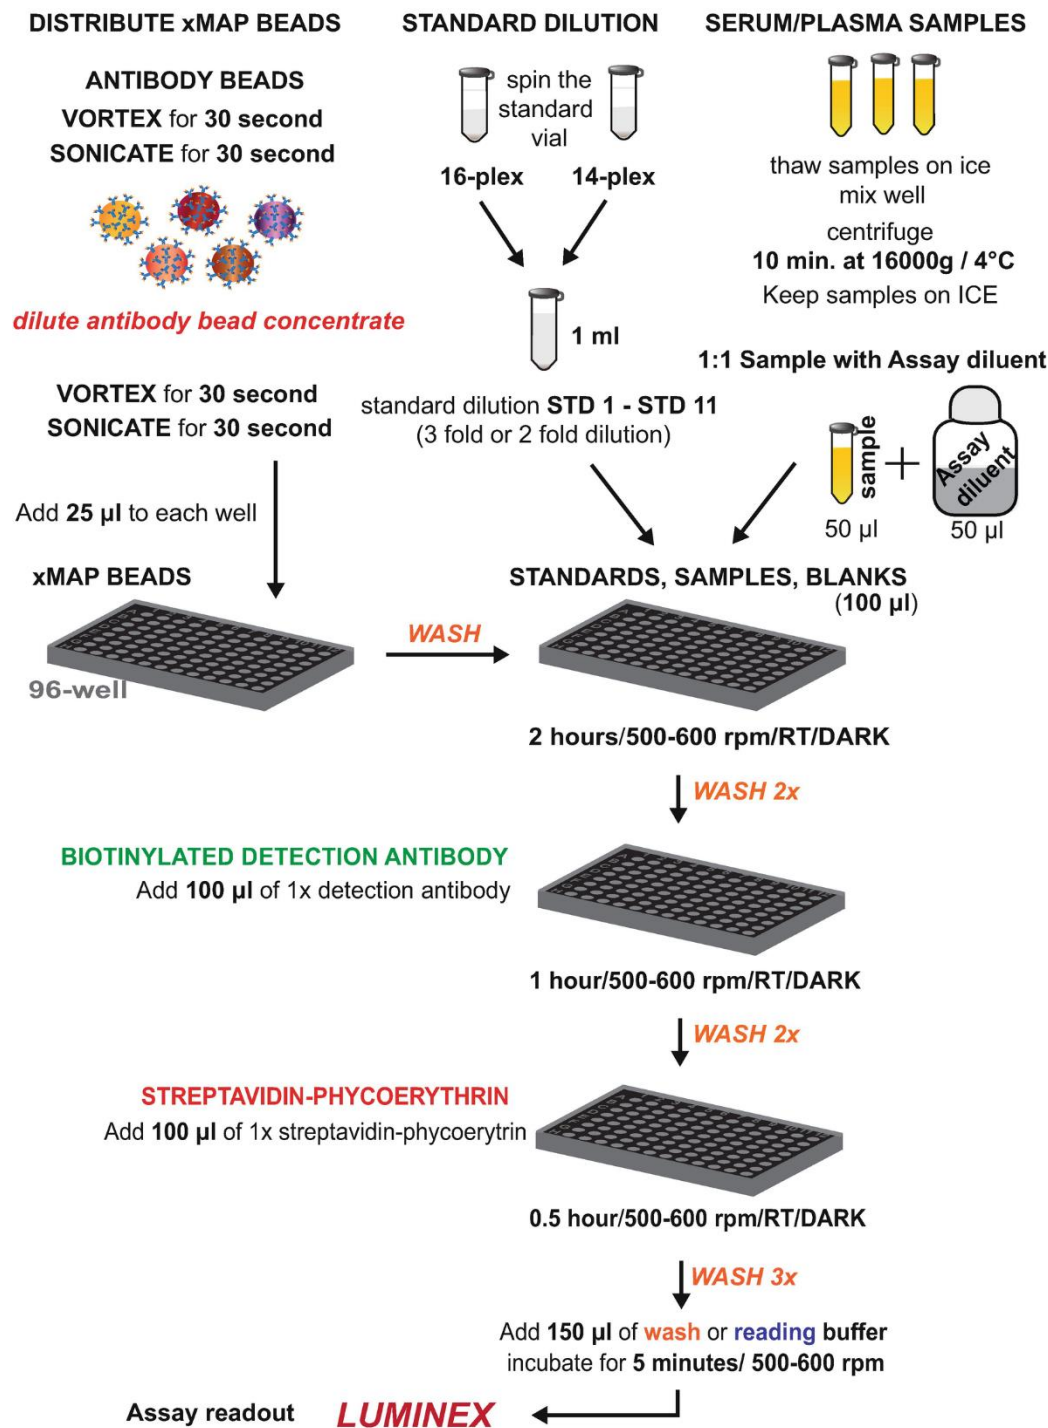 DISTRIBUTE xMAP BEADS
ANTIBODY BEADS
VORTEX for 30 second
SONICATE for 30 second
dilute antibody bead concentrate
VORTEX for 30 second
SONICATE for 30 second
Add 25 µl to each well
STANDARD DILUTION
spin the
standard
vial
16-plex 14-plex
1 ml
standard dilution STD 1 - STD 11
(3 fold or 2 fold dilution)
SERUM/PLASMA SAMPLES
thaw samples on ice
mix well
centrifuge
10 min. at 16000g / 4°C
Keep samples on ICE
1:1 Sample with Assay diluent
sample
+
Assay
diluent
50 µl 50 µl
xMAP BEADS
96-well
WASH
STANDARDS, SAMPLES, BLANKS
(100 µl)
2 hours/500-600 rpm/RT/DARK
WASH 2x
BIOTINYLATED DETECTION ANTIBODY
Add 100 µl of 1x detection antibody
1 hour/500-600 rpm/RT/DARK
WASH 2x
STREPTAVIDIN-PHYCOERYTHRIN
Add 100 µl of 1x streptavidin-phycoerytrin
0.5 hour/500-600 rpm/RT/DARK
WASH 3x
Add 150 µl of wash or reading buffer
incubate for 5 minutes/ 500-600 rpm
Assay readout LUMINEX